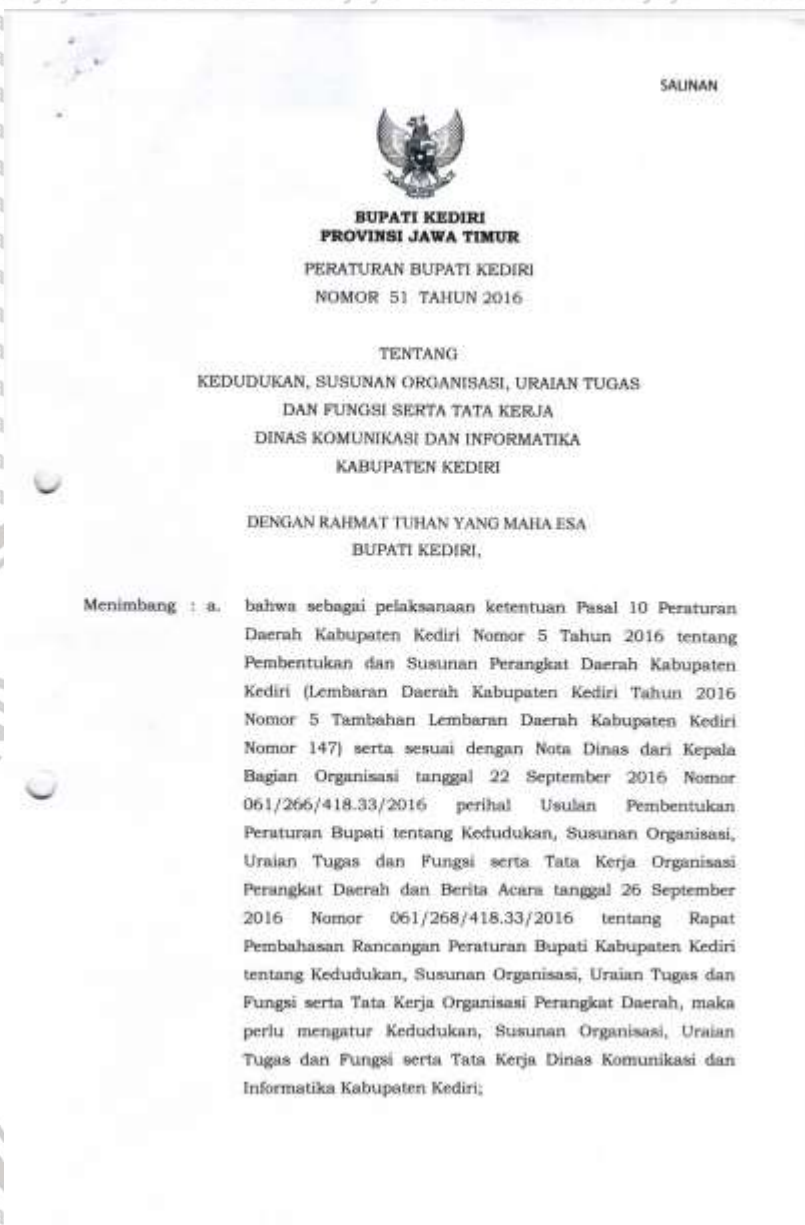 SALINAN
BUPATI KEDIRI
PROVINSI JAWA TIMUR
PERATURAN BUPATI KEDIRI
NOMOR 51 TAHUN 2016
TENTANG
KEDUDUKAN, SUSUNAN ORGANISASI, URAIAN TUGAS
DAN FUNGSI SERTA TATA KERJA
DINAS KOMUNIKASI DAN INFORMATIKA
KABUPATEN KEDIRI
DENGAN RAHMAT TUHAN YANG MAHA ESA
BUPATI KEDIRI,
Menimbang : a. bahwa sebagai pelaksanaan ketentuan Pasal 10 Peraturan
Daerah Kabupaten Kediri Nomor 5 Tahun 2016 tentang
Pembentukan dan Susunan Perangkat Daerah Kabupaten
Kediri (Lembaran Daerah Kabupaten Kediri Tahun 2016
Nomor 5 Tambahan Lembaran Daerah Kabupaten Kediri
Nomor 147) serta sesuai dengan Nota Dinas dari Kepala
Bagian Organisasi tanggal 22 September 2016 Nomor
061/266/418.33/2016 perihal Usulan Pembentukan
Peraturan Bupati tentang Kedudukan, Susunan Organisasi,
Uraian Tugas dan Fungsi serta Tata Kerja Organisasi
Perangkat Daerah dan Berita Acara tanggal 26 September
2016 Nomor 061/268/418.33/2016 tentang Rapat
Pembahasan Rancangan Peraturan Bupati Kabupaten Kediri
tentang Kedudukan, Susunan Organisasi, Uraian Tugas dan
Fungsi serta Tata Kerja Organisasi Perangkat Daerah, maka
perlu mengatur Kedudukan, Susunan Organisasi, Uraian
Tugas dan Fungsi serta Tata Kerja Dinas Komunikasi dan
Informatika Kabupaten Kediri;